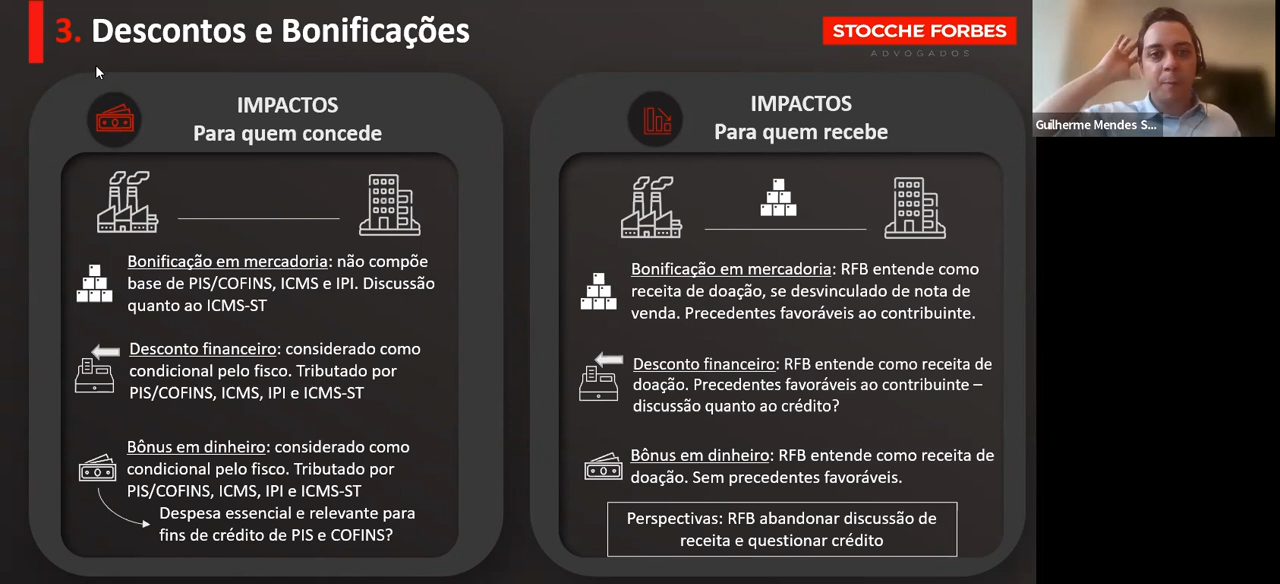 3. Descontos e Bonificações
STOCCHE FORBES
ADVOGADOS
Guilherme Mendes S...
IMPACTOS
Para quem concede
Bonificação em mercadoria: não compõe
base de PIS/COFINS, ICMS e IPI. Discussão
quanto ao ICMS-ST
Desconto financeiro: considerado como
condicional pelo fisco. Tributado por
PIS/COFINS, ICMS, IPI e ICMS-ST
Bônus em dinheiro: considerado como
condicional pelo fisco. Tributado por
PIS/COFINS, ICMS, IPI e ICMS-ST
Despesa essencial e relevante para
fins de crédito de PIS e COFINS?
IMPACTOS
Para quem recebe
Bonificação em mercadoria: RFB entende como
receita de doação, se desvinculado de nota de
venda. Precedentes favoráveis ao contribuinte.
Desconto financeiro: RFB entende como receita de
doação. Precedentes favoráveis ao contribuinte –
discussão quanto ao crédito?
Bônus em dinheiro: RFB entende como receita de
doação. Sem precedentes favoráveis.
Perspectivas: RFB abandonar discussão de
receita e questionar crédito